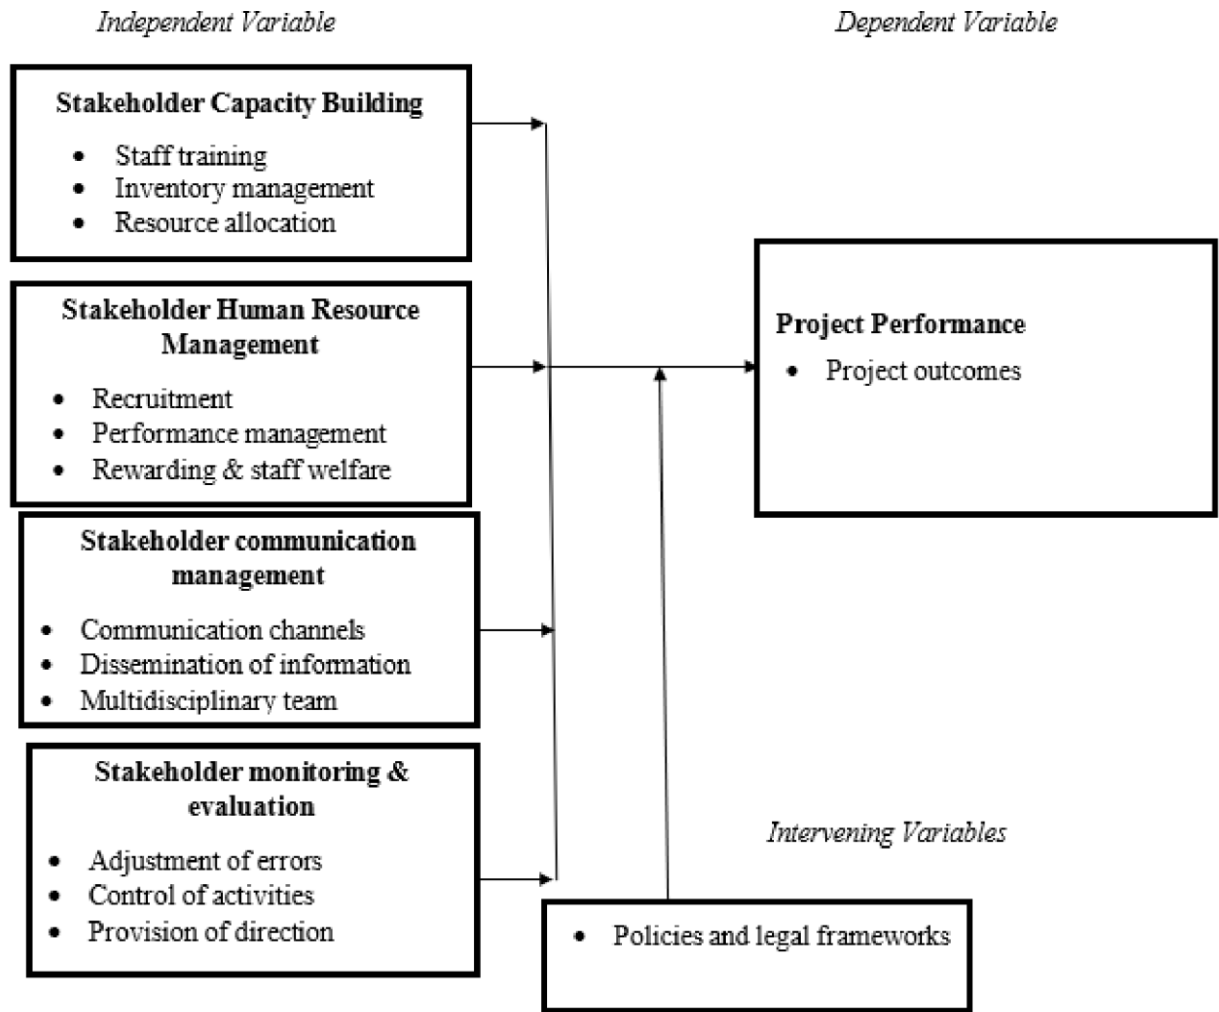 Independent Variable
Dependent Variable
Stakeholder Capacity Building
• Staff training
• Inventory management
• Resource allocation
Stakeholder Human Resource
Management
• Recruitment
• Performance management
• Rewarding & staff welfare
Stakeholder communication
management
• Communication channels
• Dissemination of information
• Multidisciplinary team
Stakeholder monitoring &
evaluation
• Adjustment of errors
• Control of activities
• Provision of direction
Project Performance
• Project outcomes
Intervening Variables
• Policies and legal frameworks